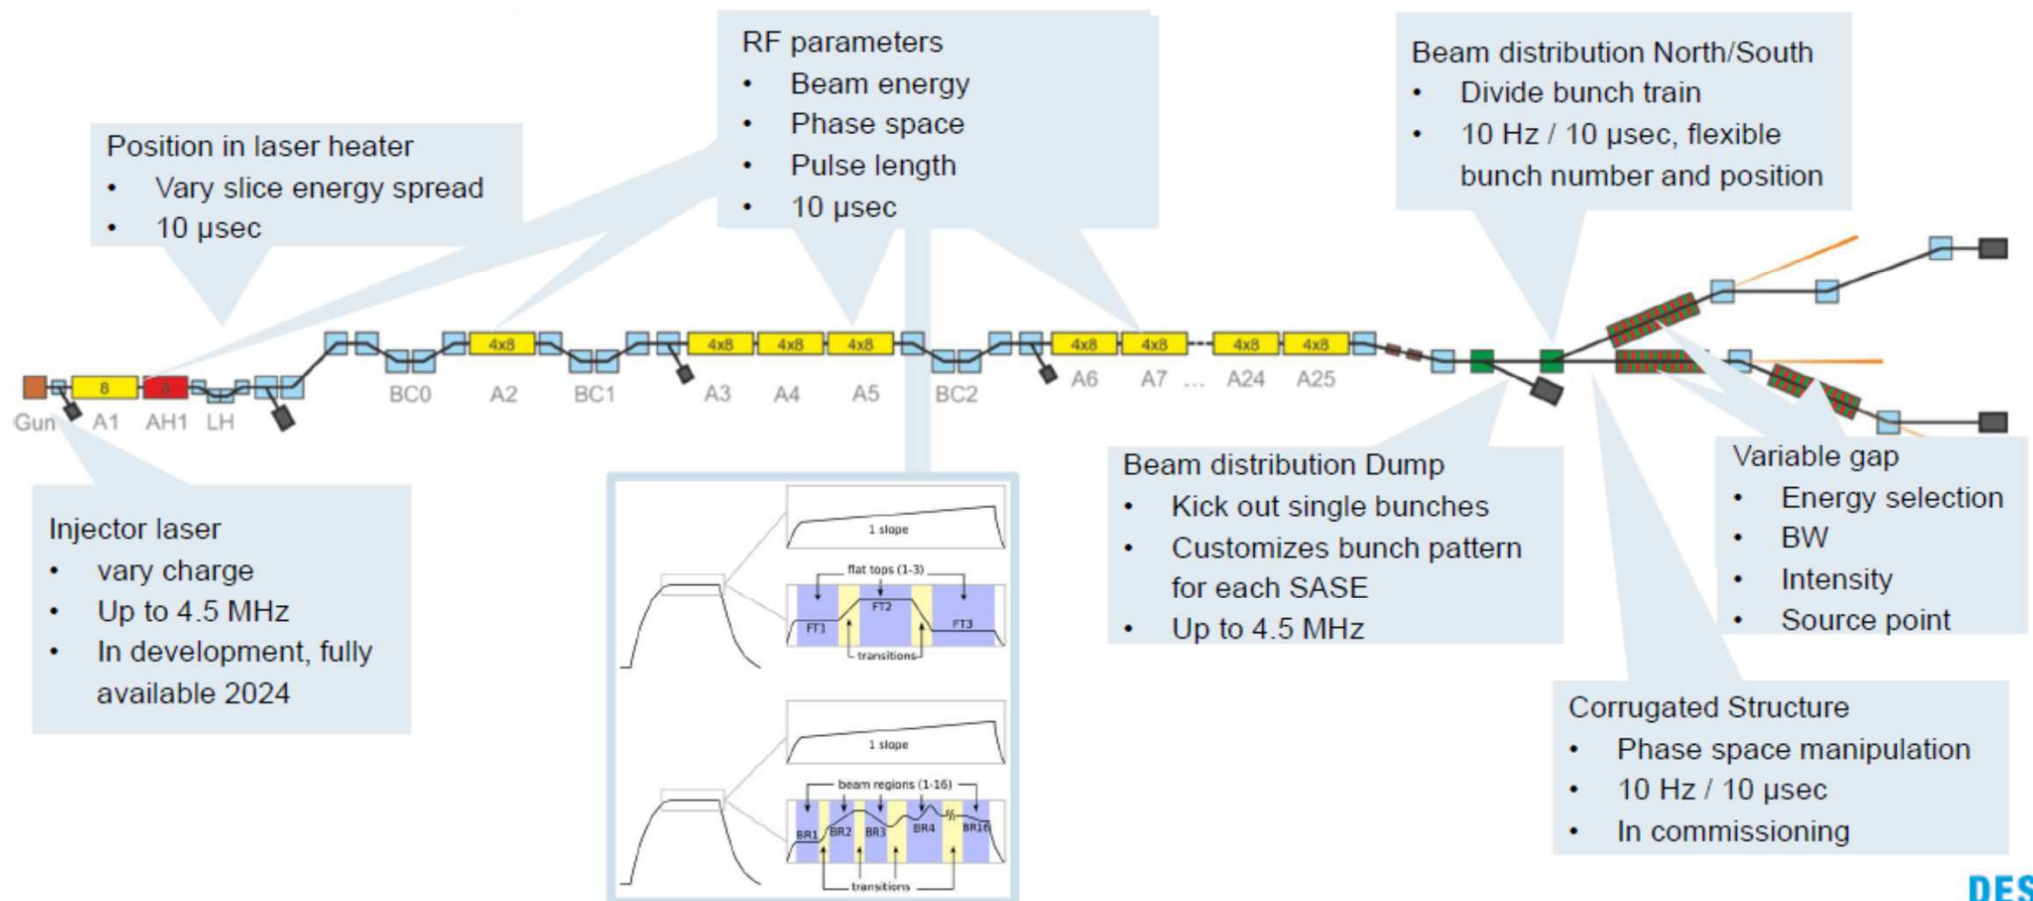 RF parameters
• Beam energy
• Phase space
• Pulse length
• 10 µsec
Beam distribution North/South
• Divide bunch train
• 10 Hz / 10 µsec, flexible
bunch number and position
Position in laser heater
• Vary slice energy spread
• 10 µsec
Gun
8
A1
8
AH1
LH
BC0
4x8
A2
BC1
4x8
A3
4x8
A4
4x8
A5
BC2
4x8
A6
4x8
A7
...
4x8
A24
4x8
A25
Injector laser
• vary charge
• Up to 4.5 MHz
• In development, fully
available 2024
1 slope
flat tops (1-3)
FT1
FT2
FT3
transitions
1 slope
beam regions (1-16)
BR1
BR2
BR3
BR4
BR16
transitions
Beam distribution Dump
• Kick out single bunches
• Customizes bunch pattern
for each SASE
• Up to 4.5 MHz
Variable gap
• Energy selection
• BW
• Intensity
• Source point
Corrugated Structure
• Phase space manipulation
• 10 Hz / 10 µsec
• In commissioning
DES